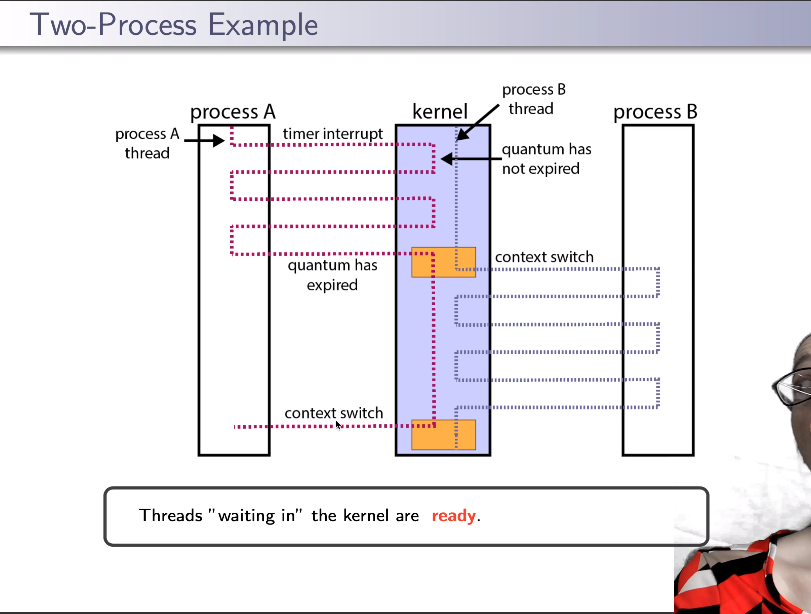 Two-Process Example
process A
kernel
process B
process B
thread
process A
thread
timer interrupt
quantum has
not expired
quantum has
expired
context switch
context switch
Threads "waiting in" the kernel are ready.